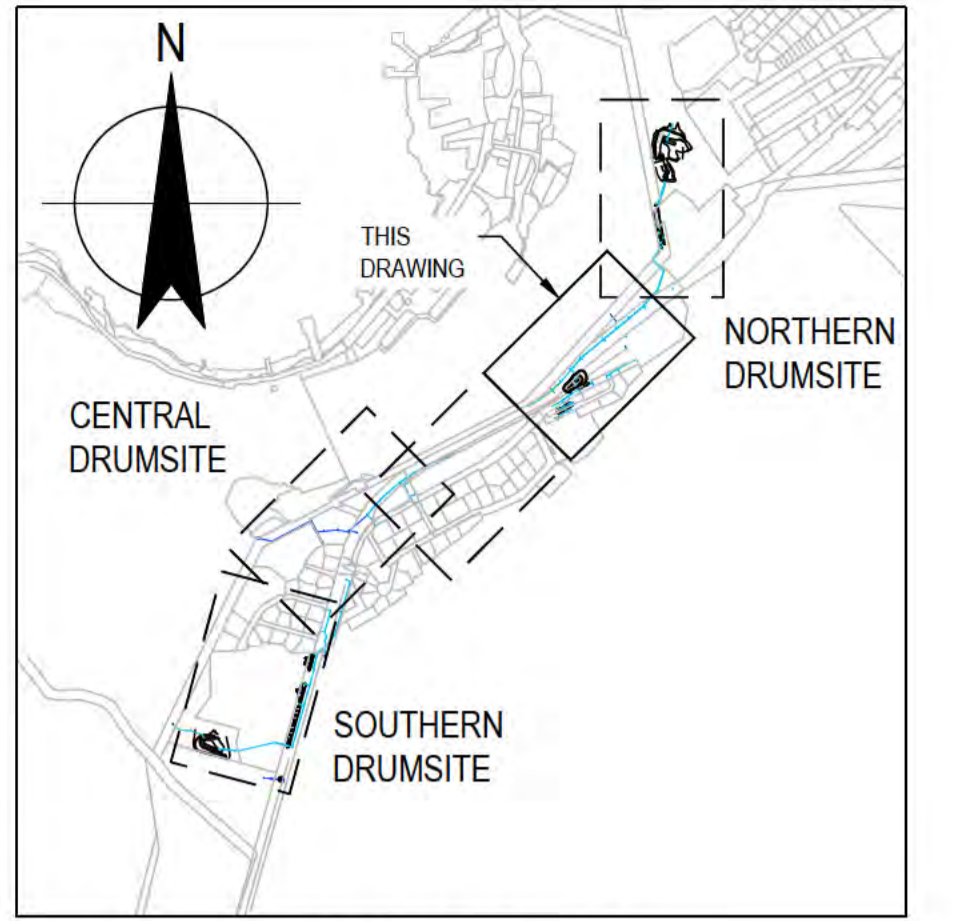 N
THIS
DRAWING
NORTHERN
DRUMSITE
CENTRAL
DRUMSITE
SOUTHERN
DRUMSITE